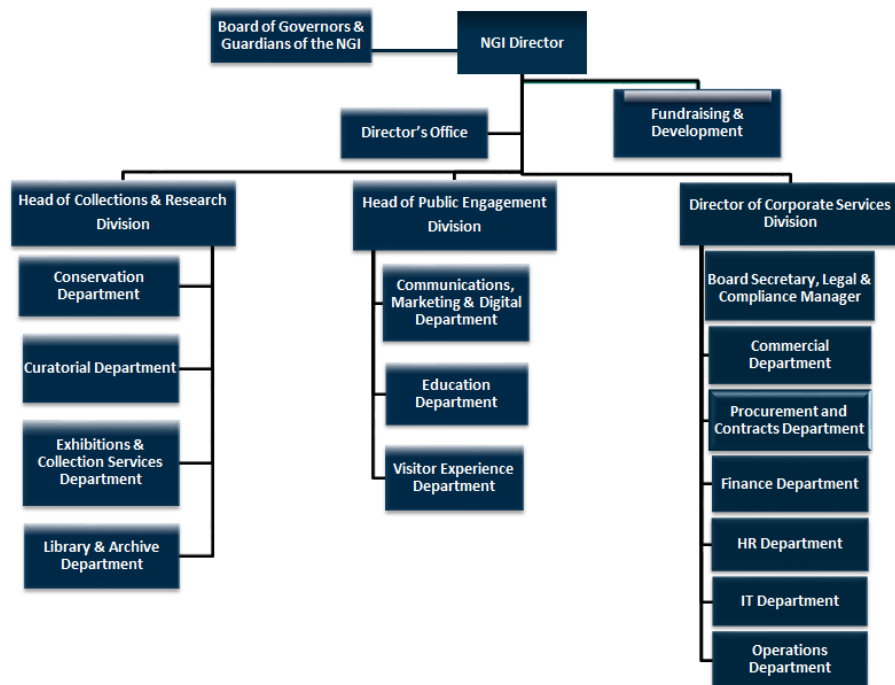 Board of Governors &
Guardians of the NGI
NGI Director
Fundraising &
Development
Director's Office
Head of Collections & Research
Division
Head of Public Engagement
Division
Director of Corporate Services
Division
Conservation
Department
Curatorial Department
Exhibitions &
Collection Services
Department
Library & Archive
Department
Communications,
Marketing & Digital
Department
Education
Department
Visitor Experience
Department
Board Secretary, Legal &
Compliance Manager
Commercial
Department
Procurement and
Contracts Department
Finance Department
HR Department
IT Department
Operations
Department